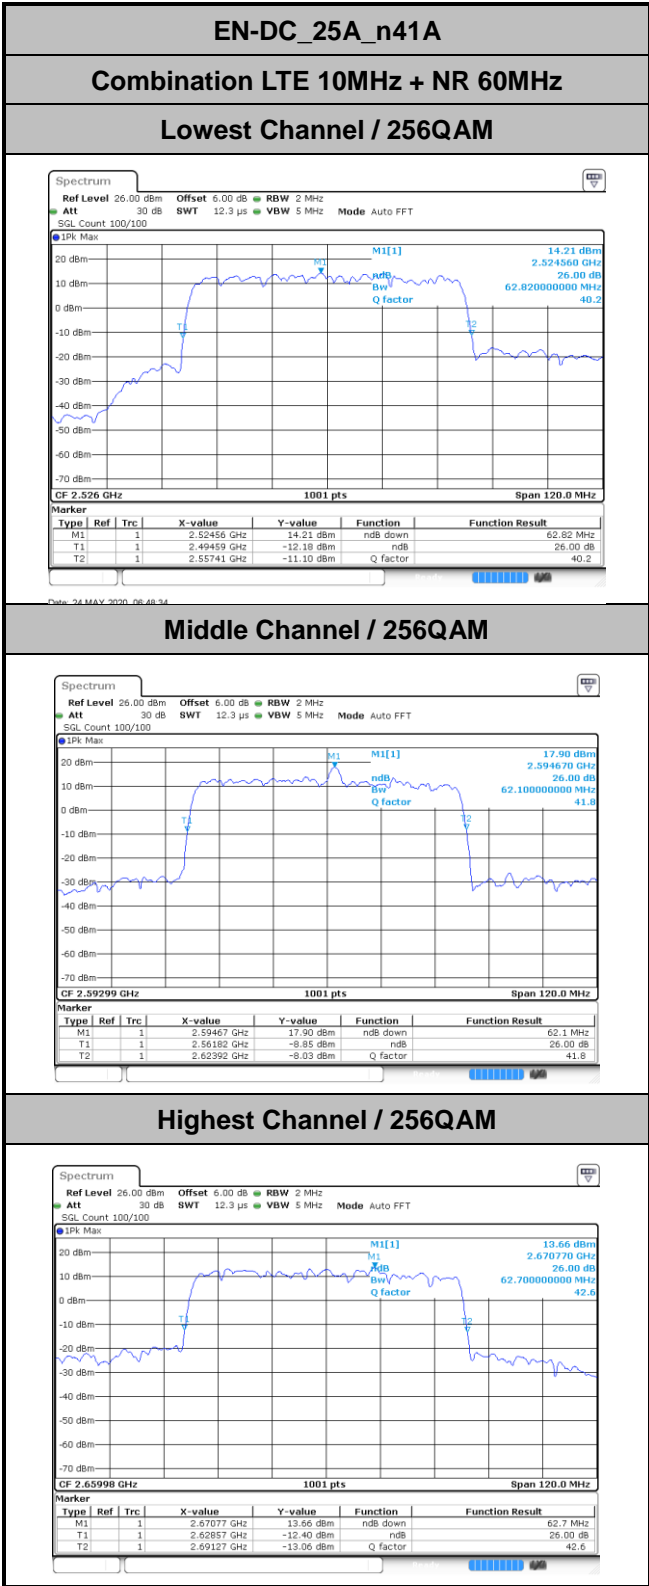 EN-DC_25A_n41A
Combination LTE 10MHz + NR 60MHz
Lowest Channel / 256QAM
Spectrum
Ref Level 26.00 dBm Offset 6.00 dB RBW 2 MHz
Att 30 dB SWT 12.3 µs VBW 5 MHz Mode Auto FFT
SGL Count 100/100
1Pk Max
M1[1] 14.21 dBm
2.524560 GHz
ndB 26.00 dB
Bw 62.820000000 MHz
Q factor 40.2
M1
T1
T2
20 dBm
10 dBm
0 dBm
-10 dBm
-20 dBm
-30 dBm
-40 dBm
-50 dBm
-60 dBm
-70 dBm
CF 2.526 GHz 1001 pts Span 120.0 MHz
Marker
Type Ref Trc X-value Y-value Function Function Result
M1 1 2.52456 GHz 14.21 dBm ndB down 62.82 MHz
T1 1 2.49459 GHz -12.18 dBm ndB 26.00 dB
T2 1 2.55741 GHz -11.10 dBm Q factor 40.2
Date: 24 MAY 2020 06:48:34
Middle Channel / 256QAM
Spectrum
Ref Level 26.00 dBm Offset 6.00 dB RBW 2 MHz
Att 30 dB SWT 12.3 µs VBW 5 MHz Mode Auto FFT
SGL Count 100/100
1Pk Max
M1[1] 17.90 dBm
2.594670 GHz
ndB 26.00 dB
Bw 62.100000000 MHz
Q factor 41.8
M1
T1
T2
20 dBm
10 dBm
0 dBm
-10 dBm
-20 dBm
-30 dBm
-40 dBm
-50 dBm
-60 dBm
-70 dBm
CF 2.59299 GHz 1001 pts Span 120.0 MHz
Marker
Type Ref Trc X-value Y-value Function Function Result
M1 1 2.59467 GHz 17.90 dBm ndB down 62.1 MHz
T1 1 2.56182 GHz -8.85 dBm ndB 26.00 dB
T2 1 2.62392 GHz -8.03 dBm Q factor 41.8
Highest Channel / 256QAM
Spectrum
Ref Level 26.00 dBm Offset 6.00 dB RBW 2 MHz
Att 30 dB SWT 12.3 µs VBW 5 MHz Mode Auto FFT
SGL Count 100/100
1Pk Max
M1[1] 13.66 dBm
2.670770 GHz
ndB 26.00 dB
Bw 62.700000000 MHz
Q factor 42.6
M1
T1
T2
20 dBm
10 dBm
0 dBm
-10 dBm
-20 dBm
-30 dBm
-40 dBm
-50 dBm
-60 dBm
-70 dBm
CF 2.65998 GHz 1001 pts Span 120.0 MHz
Marker
Type Ref Trc X-value Y-value Function Function Result
M1 1 2.67077 GHz 13.66 dBm ndB down 62.7 MHz
T1 1 2.62857 GHz -12.40 dBm ndB 26.00 dB
T2 1 2.69127 GHz -13.06 dBm Q factor 42.6